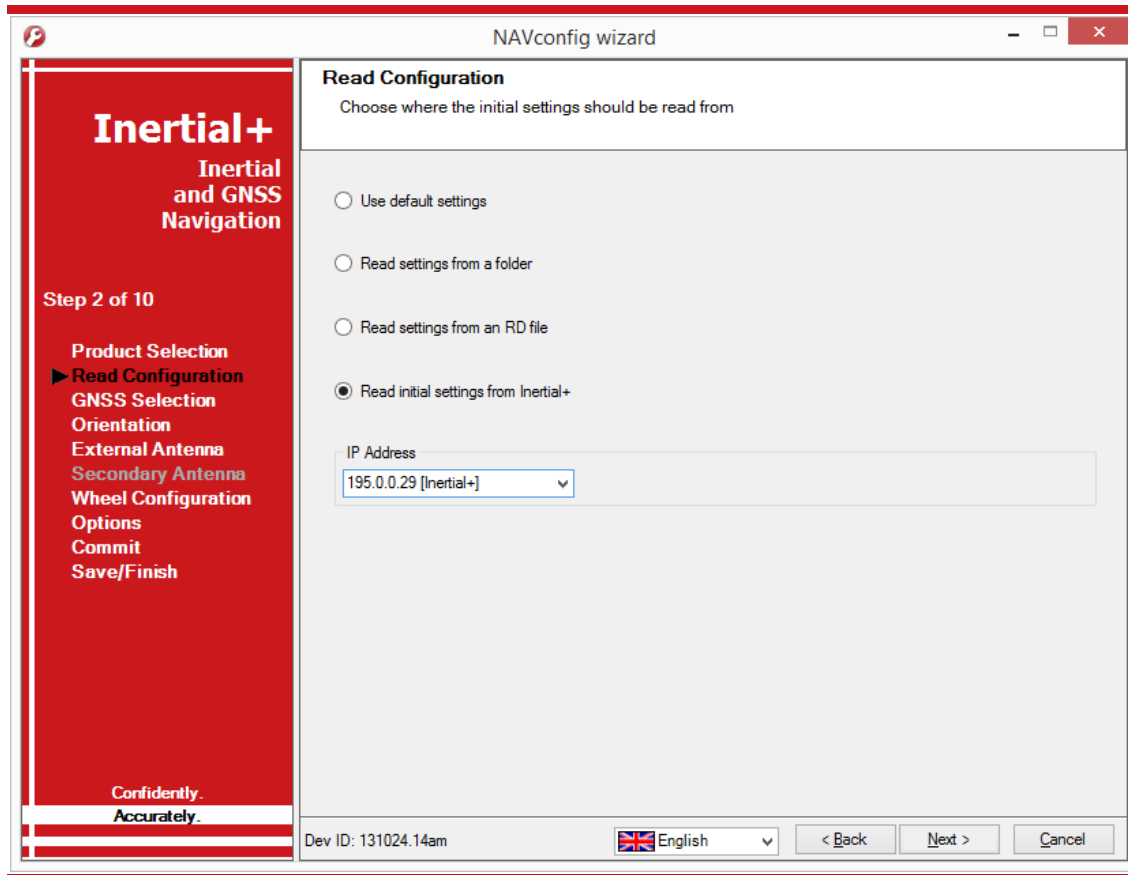 NAVconfig wizard
Inertial+
Inertial
and GNSS
Navigation
Step 2 of 10
Product Selection
Read Configuration
GNSS Selection
Orientation
External Antenna
Secondary Antenna
Wheel Configuration
Options
Commit
Save/Finish
Confidently.
Accurately.
Read Configuration
Choose where the initial settings should be read from
Use default settings
Read settings from a folder
Read settings from an RD file
Read initial settings from Inertial+
IP Address
195.0.0.29 [Inertial+]
Dev ID: 131024.14am
English
< Back
Next >
Cancel